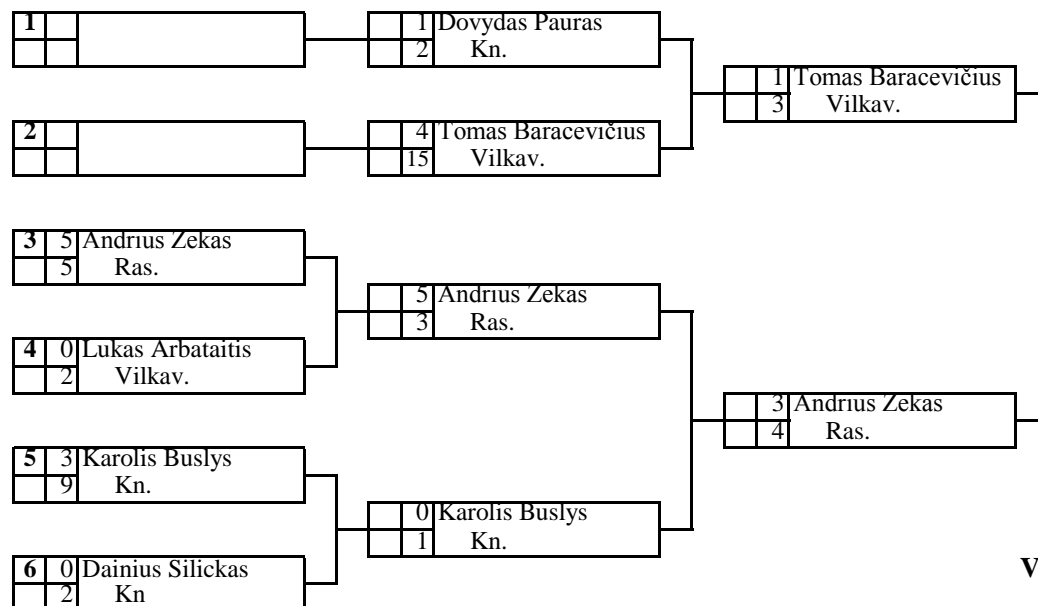 1
1 Dovydas Pauras
2 Kn.
1 Tomas Baracevičius
3 Vilkav.
2
4 Tomas Baracevičius
15 Vilkav.
3 5 Andrius Zekas
5 Ras.
5 Andrius Zekas
3 Ras.
4 0 Lukas Arbataitis
2 Vilkav.
3 Andrius Zekas
4 Ras.
5 3 Karolis Buslys
9 Kn.
0 Karolis Buslys
1 Kn.
6 0 Dainius Silickas
2 Kn
V